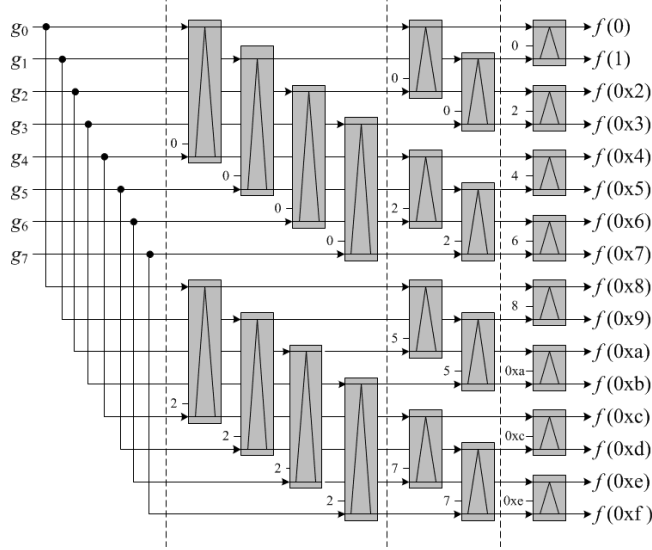 g0 f(0)
0 0 0
g1 f(1)
g2 f(0x2)
0 0 2
g3 f(0x3)
0
g4 f(0x4)
0 4
g5 f(0x5)
0 2
g6 f(0x6)
0 2 6
g7 f(0x7)
f(0x8)
8
f(0x9)
5
f(0xa)
5 0xa
f(0xb)
2
f(0xc)
2 0xc
f(0xd)
2 7
f(0xe)
2 7 0xe
f(0xf)